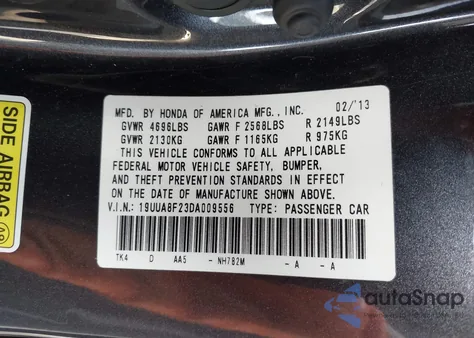 MFD. BY HONDA OF AMERICA MFG., INC. 02/'13
GVWR 4696LBS GAWR F 2568LBS R 2149LBS
GVWR 2130KG GAWR F 1165KG R 975KG
THIS VEHICLE CONFORMS TO ALL APPLICABLE
FEDERAL MOTOR VEHICLE SAFETY, BUMPER,
AND THEFT PREVENTION STANDARDS IN EFFECT
ON THE DATE OF MANUFACTURE SHOWN ABOVE.
V.I.N.: 19UUA8F23DA009556 TYPE: PASSENGER CAR
TK4 D AA5 -NH782M -A -A
SIDE AIRBAG
autoSnap